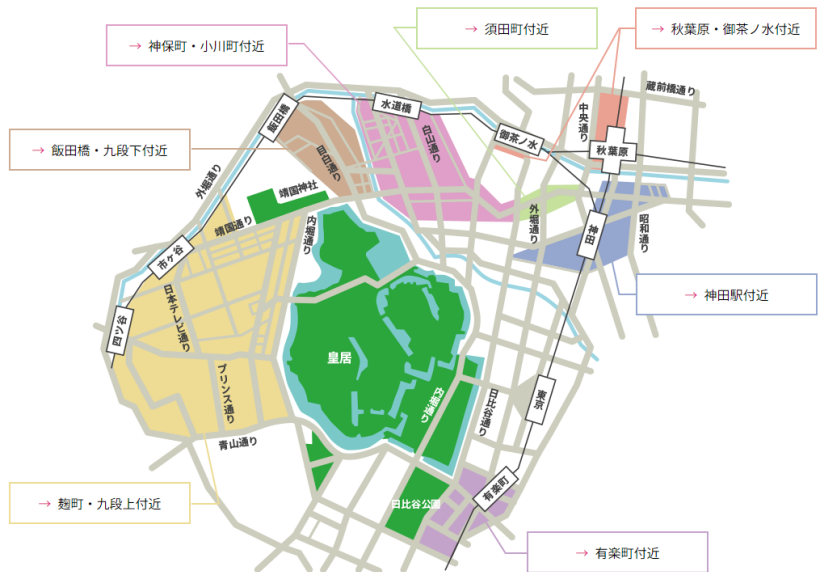 → 須田町付近
→ 秋葉原・御茶ノ水付近
→ 神保町・小川町付近
蔵前橋通り
飯田橋
水道橋
中央通り
白山通り
御茶ノ水
秋葉原
→ 飯田橋・九段下付近
目白通り
外堀通り
靖国神社
靖国通り
内堀通り
外堀通り
神田
昭和通り
市ヶ谷
日本テレビ通り
→ 神田駅付近
四ツ谷
皇居
プリンス通り
内堀通り
日比谷通り
東京
青山通り
→ 麹町・九段上付近
有楽町
日比谷公園
→ 有楽町付近